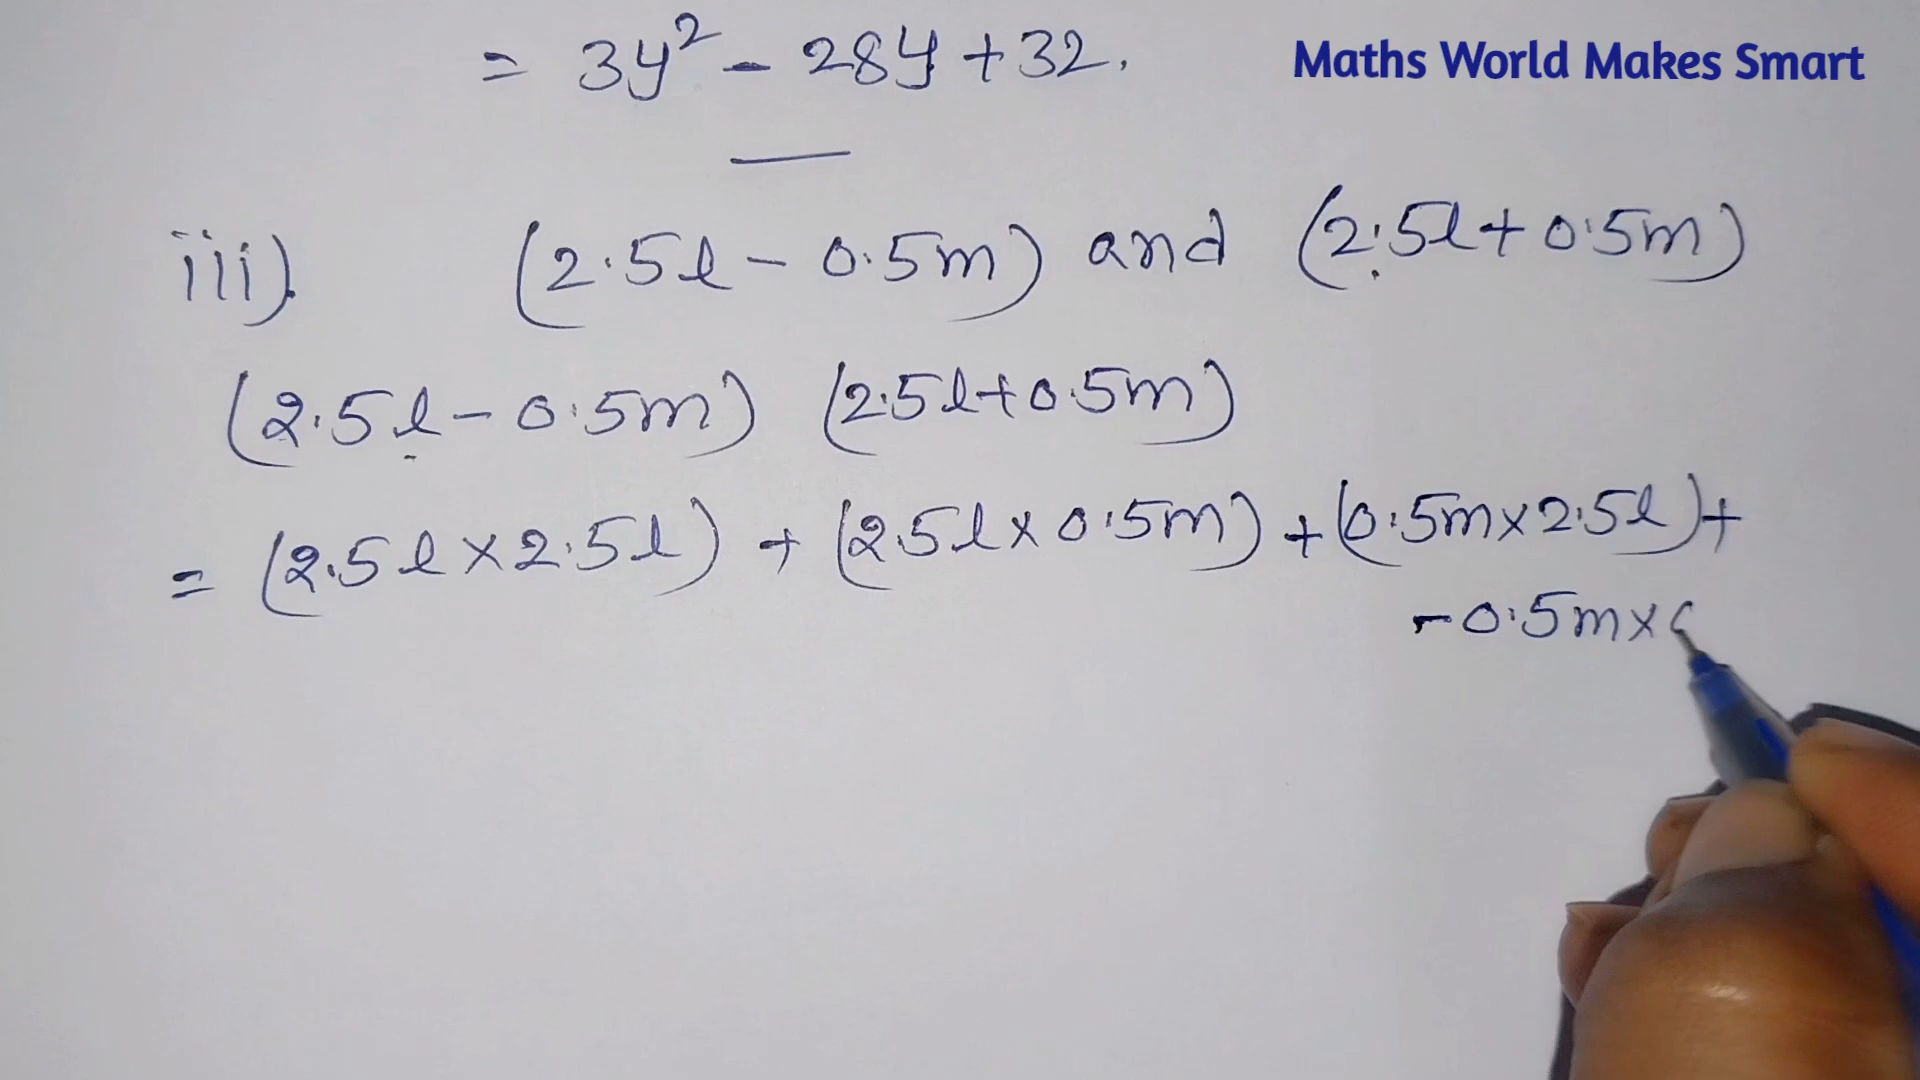 = 3y² - 28y + 32.
Maths World Makes Smart
iii). (2.5l - 0.5m) and (2.5l + 0.5m)
(2.5l - 0.5m) (2.5l + 0.5m)
= (2.5l × 2.5l) + (2.5l × 0.5m) + (0.5m × 2.5l) +
- 0.5m ×